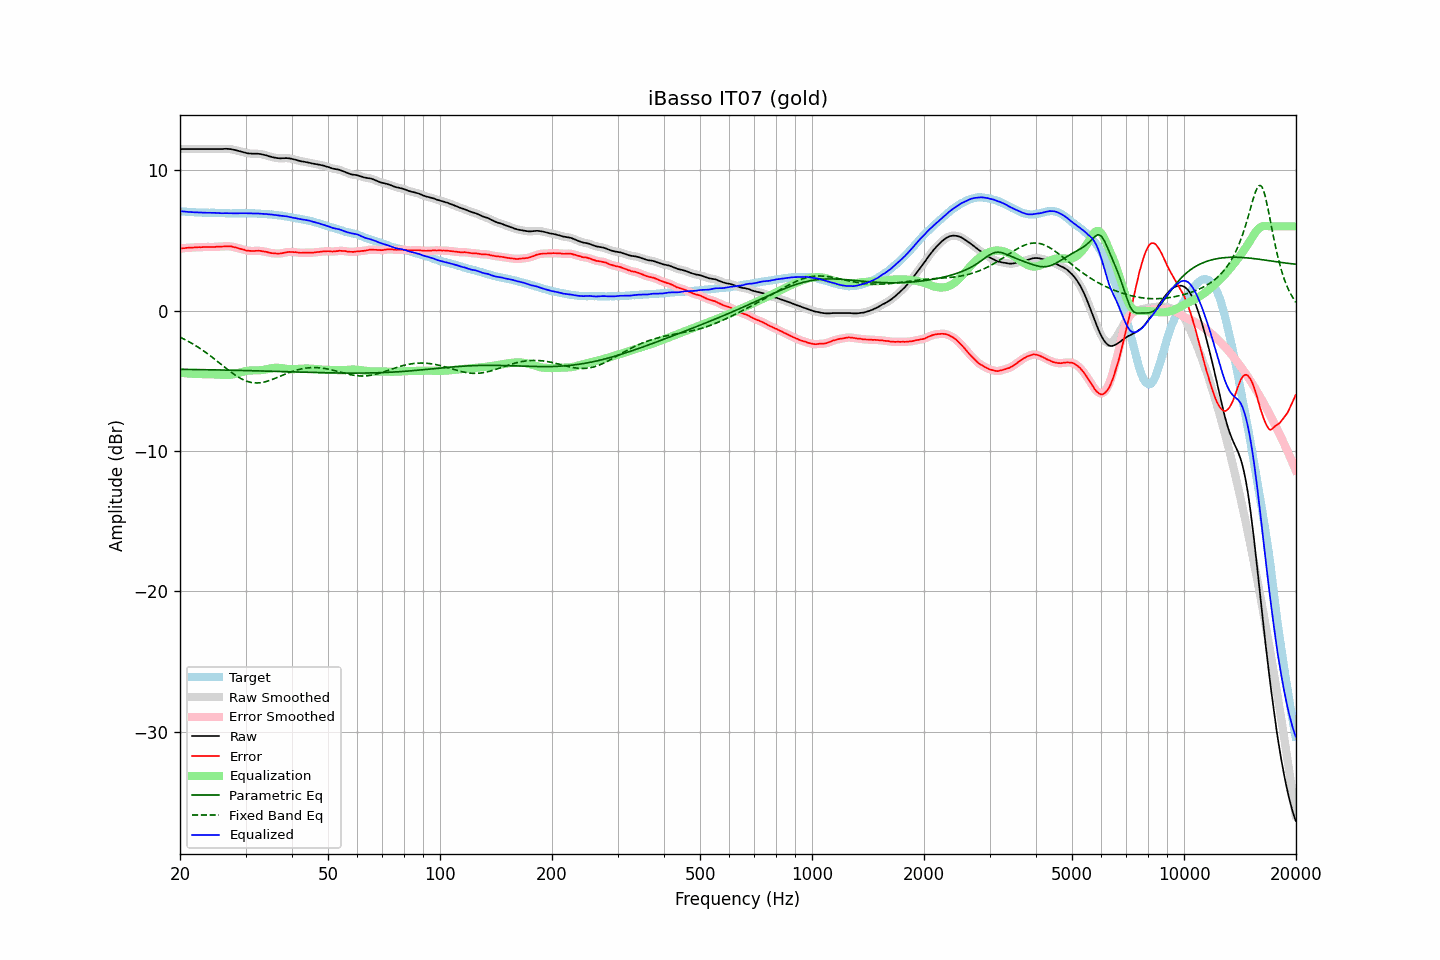 iBasso IT07 (gold)
10
0
−10
−20
−30
Amplitude (dBr)
Target
Raw Smoothed
Error Smoothed
Raw
Error
Equalization
Parametric Eq
Fixed Band Eq
Equalized
20
50
100
200
500
1000
2000
5000
10000
20000
Frequency (Hz)